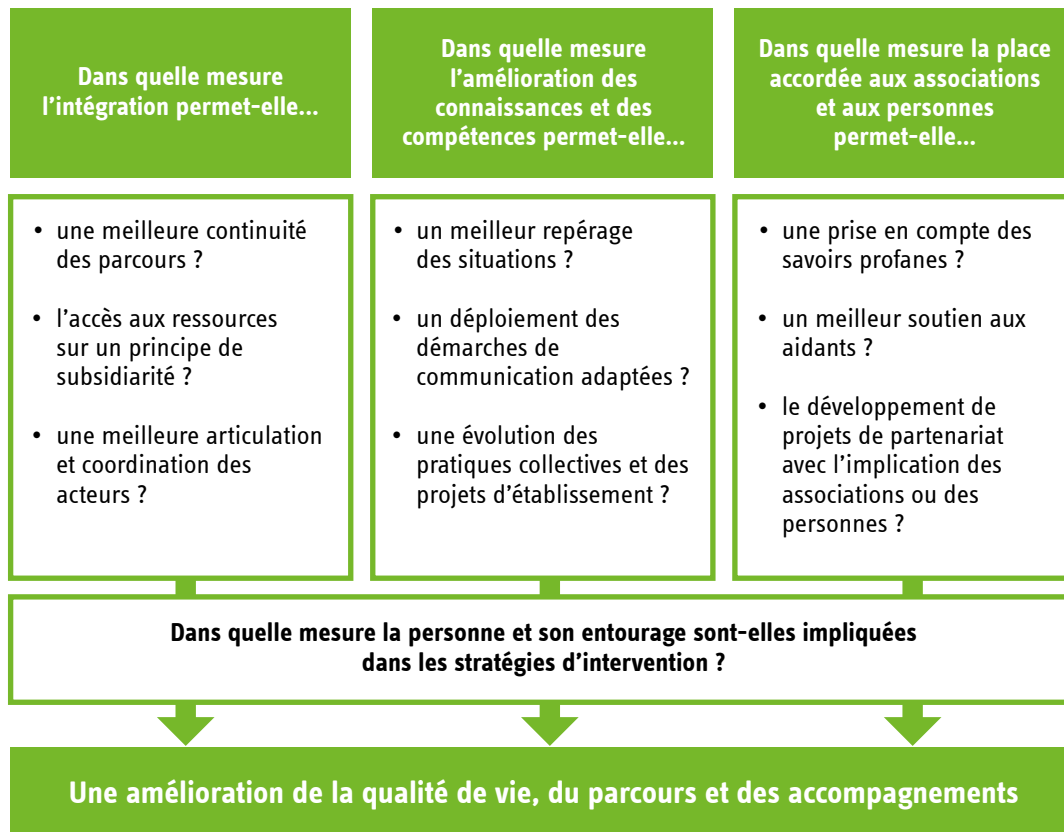 Dans quelle mesure
l'intégration permet-elle...
Dans quelle mesure
l'amélioration des
connaissances et des
compétences permet-elle...
Dans quelle mesure la place
accordée aux associations
et aux personnes
permet-elle...
• une meilleure continuité
des parcours ?
• l'accès aux ressources
sur un principe de
subsidiarité ?
• une meilleure articulation
et coordination des
acteurs ?
• un meilleur repérage
des situations ?
• un déploiement des
démarches de
communication adaptées ?
• une évolution des
pratiques collectives et des
projets d'établissement ?
• une prise en compte des
savoirs profanes ?
• un meilleur soutien aux
aidants ?
• le développement de
projets de partenariat
avec l'implication des
associations ou des
personnes ?
Dans quelle mesure la personne et son entourage sont-elles impliquées
dans les stratégies d'intervention ?
Une amélioration de la qualité de vie, du parcours et des accompagnements